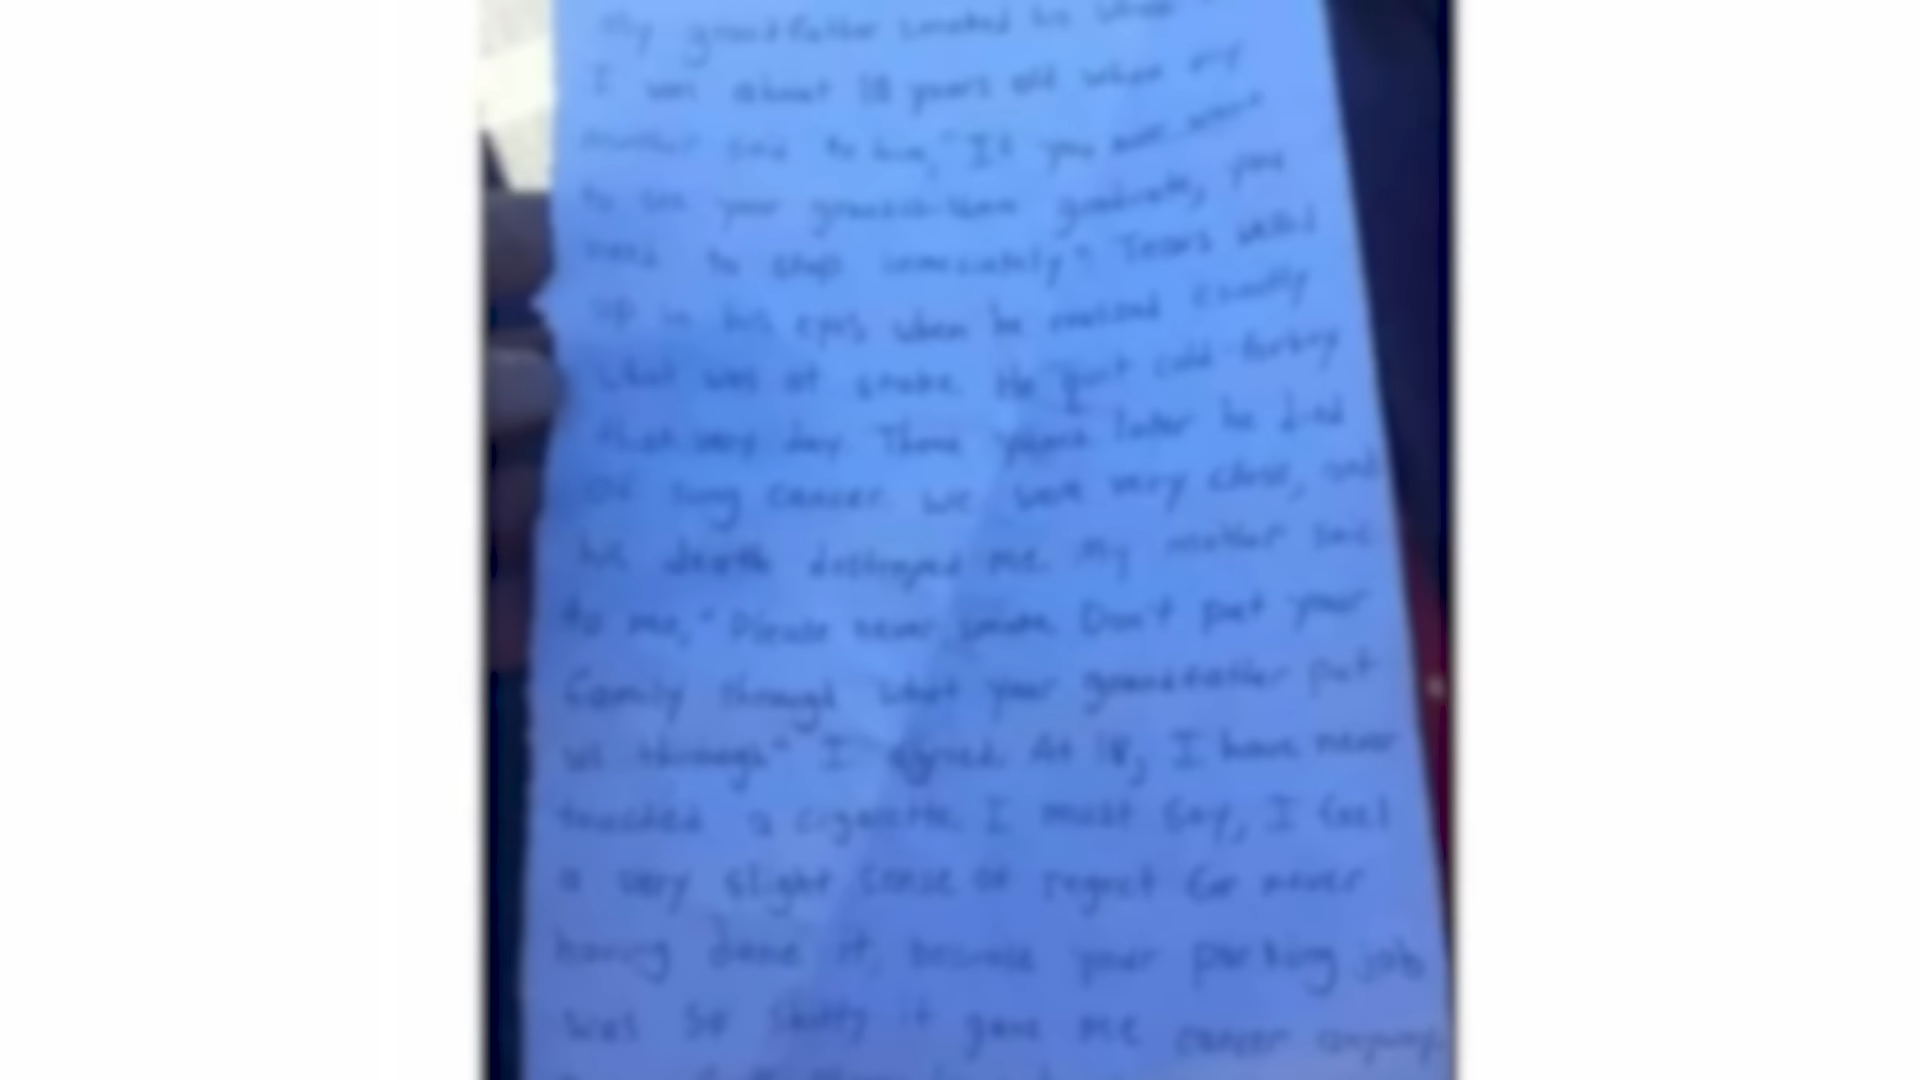 My grandfather smoked his whole
I was about 10 years old when my
mother said to him, "If you ever want
to see your grandchildren graduate, you
need to stop immediately." Tears welled
up in his eyes when he realized exactly
what was at stake. He quit cold-turkey
that very day. Three years later he died
of lung cancer. We were very close, and
his death destroyed me. My mother said
to me, "Please never smoke. Don't put your
family through what your grandfather put
us through" I agreed. At 18, I have never
touched a cigarette. I must say, I feel
a very slight sense of regret for never
having done it, because your parking job
was so shitty it gave me cancer anyway.